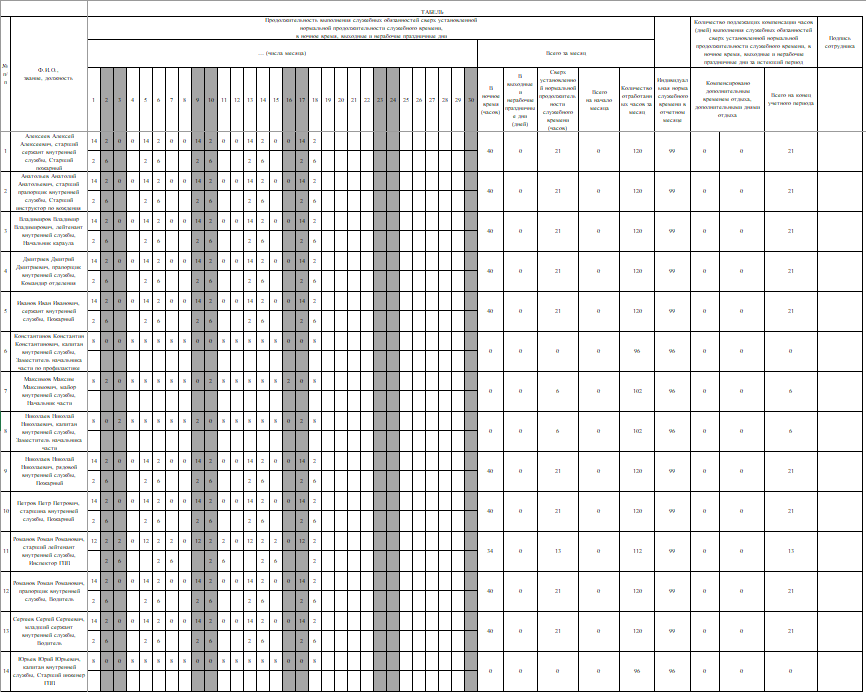 ТАБЕЛЬ
Продолжительность выполнения служебных обязанностей сверх установленной
нормальной продолжительности служебного времени,
в ночное время, выходные и нерабочие праздничные дни
... (числа месяца)
Всего за месяц
Количество подлежащих компенсации часов
(дней) выполнения служебных обязанностей
сверх установленной нормальной
продолжительности служебного времени, в
ночное время, выходные и нерабочие
праздничные дни за истекший период
Подпись
сотрудника
№
п/
п
Ф.И.О.,
звание, должность
1 2 3 4 5 6 7 8 9 10 11 12 13 14 15 16 17 18 19 20 21 22 23 24 25 26 27 28 29 30
В
ночное
время
(часов)
В
выходные
и
нерабочие
праздничны
е дни
(дней)
Сверх
установленно
й нормальной
продолжитель
ности
служебного
времени
(часов)
Всего
на начало
месяца
Количество
отработанн
ых часов за
месяц
Индивидуал
ьная норма
служебного
времени в
отчетном
месяце
Компенсировано
дополнительным
временем отдыха,
дополнительными днями
отдыха
Всего на конец
учетного периода
1 Алексеев Алексей
Алексеевич, старший
сержант внутренней
службы, Старший
пожарный
14 2 0 0 14 2 0 0 14 2 0 0 14 2 0 0 14 2
2 6 2 6 2 6 2 6 2 6
40 0 21 0 120 99 0 0 21
2 Анатольев Анатолий
Анатольевич, старший
прапорщик внутренней
службы, Старший
инструктор по вождению
14 2 0 0 14 2 0 0 14 2 0 0 14 2 0 0 14 2
2 6 2 6 2 6 2 6 2 6
40 0 21 0 120 99 0 0 21
3 Владимиров Владимир
Владимирович, лейтенант
внутренней службы,
Начальник караула
14 2 0 0 14 2 0 0 14 2 0 0 14 2 0 0 14 2
2 6 2 6 2 6 2 6 2 6
40 0 21 0 120 99 0 0 21
4 Дмитриев Дмитрий
Дмитриевич, прапорщик
внутренней службы,
Командир отделения
14 2 0 0 14 2 0 0 14 2 0 0 14 2 0 0 14 2
2 6 2 6 2 6 2 6 2 6
40 0 21 0 120 99 0 0 21
5 Иванов Иван Иванович,
сержант внутренней
службы, Пожарный
14 2 0 0 14 2 0 0 14 2 0 0 14 2 0 0 14 2
2 6 2 6 2 6 2 6 2 6
40 0 21 0 120 99 0 0 21
6 Константинов Константин
Константинович, капитан
внутренней службы,
Заместитель начальника
части по профилактике
8 0 0 8 8 8 8 8 0 0 8 8 8 8 8 0 0 8
0 0 0 0 96 96 0 0 0
7 Максимов Максим
Максимович, майор
внутренней службы,
Начальник части
8 2 0 8 8 8 8 8 0 2 8 8 8 8 8 2 0 8
0 0 6 0 102 96 0 0 6
8 Николаев Николай
Николаевич, капитан
внутренней службы,
Заместитель начальника
части
8 0 2 8 8 8 8 8 2 0 8 8 8 8 8 0 2 8
0 0 6 0 102 96 0 0 6
9 Николаев Николай
Николаевич, рядовой
внутренней службы,
Пожарный
14 2 0 0 14 2 0 0 14 2 0 0 14 2 0 0 14 2
2 6 2 6 2 6 2 6 2 6
40 0 21 0 120 99 0 0 21
10 Петров Петр Петрович,
старшина внутренней
службы, Пожарный
14 2 0 0 14 2 0 0 14 2 0 0 14 2 0 0 14 2
2 6 2 6 2 6 2 6 2 6
40 0 21 0 120 99 0 0 21
11 Романов Роман Романович,
старший лейтенант
внутренней службы,
Инспектор ГПП
12 2 2 0 12 2 2 0 12 2 2 0 12 2 2 0 12 2
2 6 2 6 2 6 2 6 2
34 0 13 0 112 99 0 0 13
12 Романов Роман Романович,
прапорщик внутренней
службы, Водитель
14 2 0 0 14 2 0 0 14 2 0 0 14 2 0 0 14 2
2 6 2 6 2 6 2 6 2 6
40 0 21 0 120 99 0 0 21
13 Сергеев Сергей Сергеевич,
младший сержант
внутренней службы,
Водитель
14 2 0 0 14 2 0 0 14 2 0 0 14 2 0 0 14 2
2 6 2 6 2 6 2 6 2 6
40 0 21 0 120 99 0 0 21
14 Юрьев Юрий Юрьевич,
капитан внутренней
службы, Старший инженер
ГПП
8 0 0 8 8 8 8 8 0 0 8 8 8 8 8 0 0 8
0 0 0 0 96 96 0 0 0